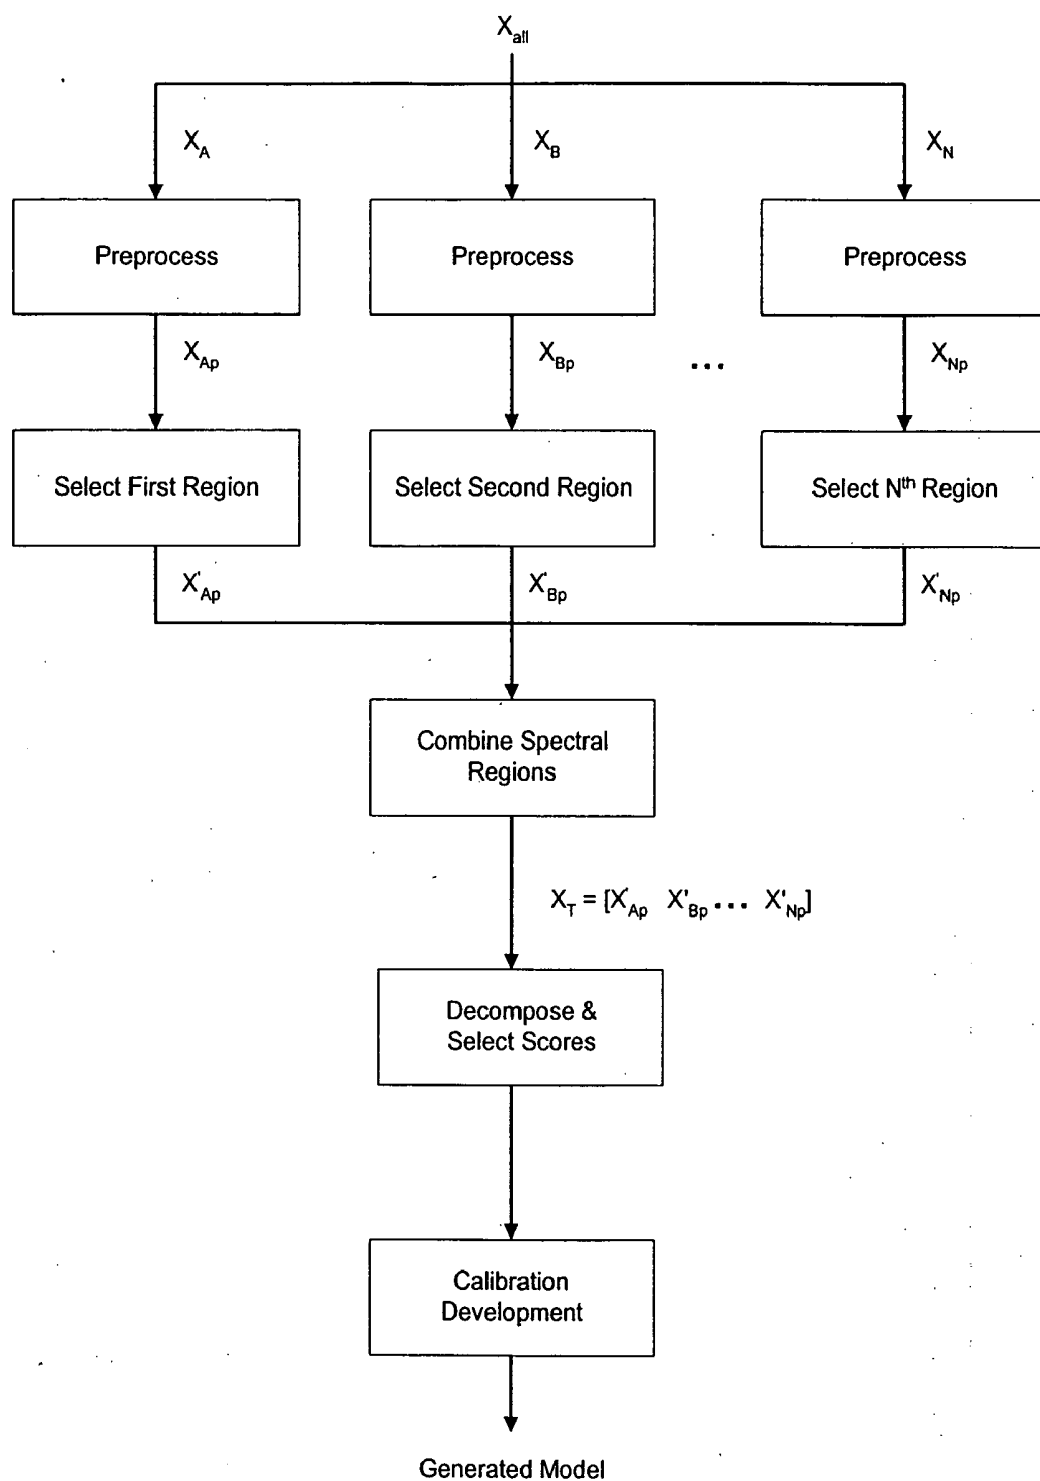 X_all
X_A X_B X_N
Preprocess Preprocess Preprocess
X_Ap X_Bp ... X_Np
Select First Region Select Second Region Select N^th Region
X'_Ap X'_Bp X'_Np
Combine Spectral
Regions
X_T = [X'_Ap X'_Bp ... X'_Np]
Decompose &
Select Scores
Calibration
Development
Generated Model